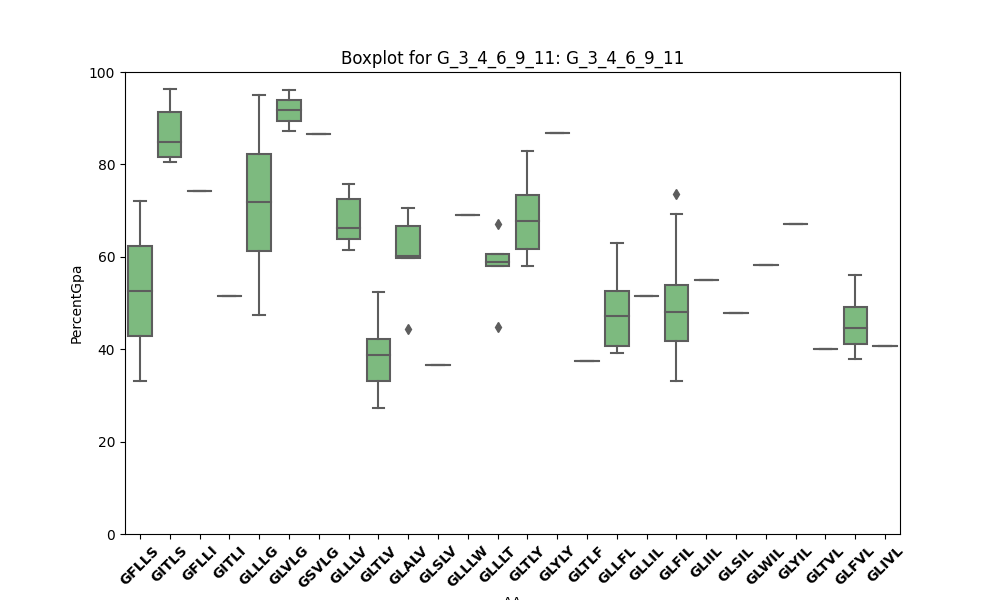 Boxplot for G_3_4_6_9_11: G_3_4_6_9_11
PercentGpa
100
80
60
40
20
0
GFLLS
GITLS
GFLLI
GITLI
GLLLG
GLVLG
GSVLG
GLLLV
GLTLV
GLALV
GLSLV
GLLLW
GLLLT
GLTLY
GLYLY
GLTLF
GLLFL
GLLIL
GLFIL
GLIIL
GLSIL
GLWIL
GLYIL
GLTVL
GLFVL
GLIVL